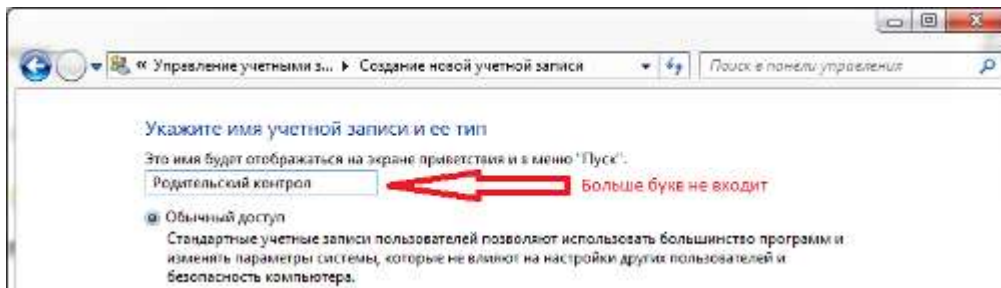 « Управление учетными з... ▸ Создание новой учетной записи
Поиск в панели управления
Укажите имя учетной записи и ее тип
Это имя будет отображаться на экране приветствия и в меню "Пуск".
Родительский контрол
Больше букв не входит
Обычный доступ
Стандартные учетные записи пользователей позволяют использовать большинство программ и
изменять параметры системы, которые не влияют на настройки других пользователей и
безопасность компьютера.